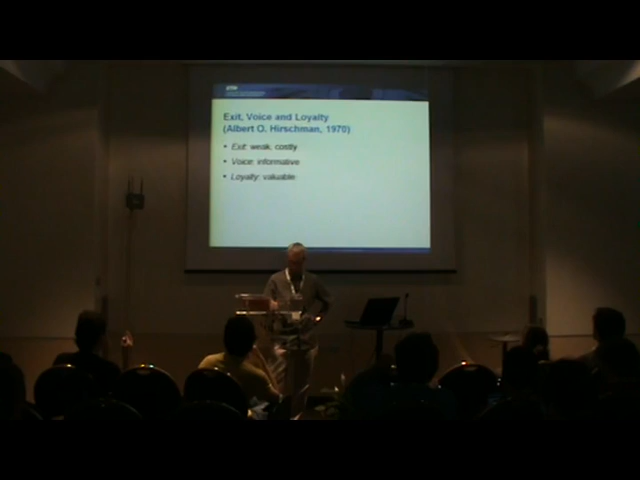 Exit, Voice and Loyalty
(Albert O. Hirschman, 1970)
• Exit: weak, costly
• Voice: informative
• Loyalty: valuable